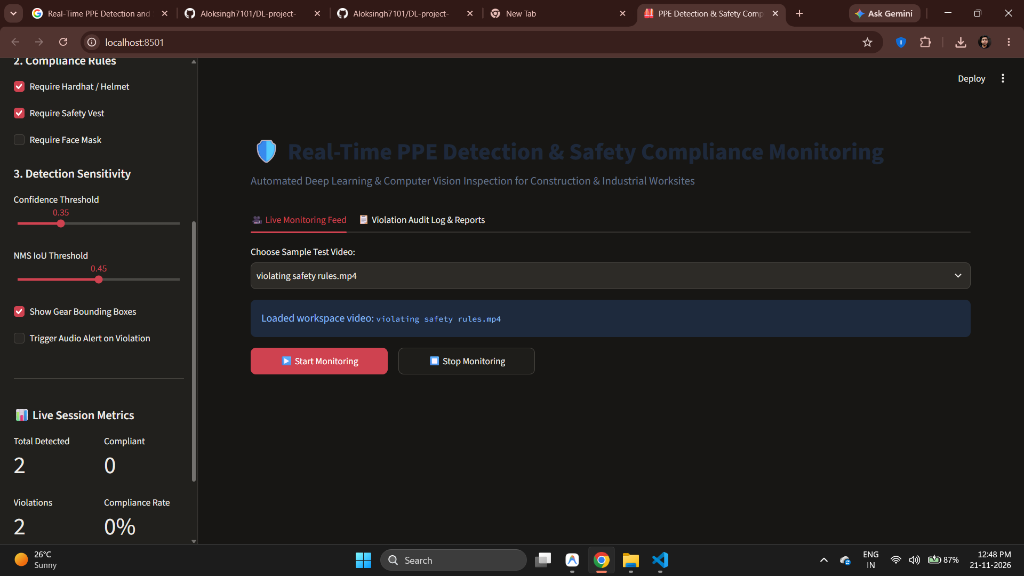 Real-Time PPE Detection and
Aloksingh7101/DL-project-
Aloksingh7101/DL-project-
New Tab
PPE Detection & Safety Comp
Ask Gemini
localhost:8501
2. Compliance Rules
Require Hardhat / Helmet
Require Safety Vest
Require Face Mask
3. Detection Sensitivity
Confidence Threshold
0.35
NMS IoU Threshold
0.45
Show Gear Bounding Boxes
Trigger Audio Alert on Violation
Live Session Metrics
Total Detected
Compliant
2
0
Violations
Compliance Rate
2
0%
Deploy
Real-Time PPE Detection & Safety Compliance Monitoring
Automated Deep Learning & Computer Vision Inspection for Construction & Industrial Worksites
Live Monitoring Feed
Violation Audit Log & Reports
Choose Sample Test Video:
violating safety rules.mp4
Loaded workspace video: violating safety rules.mp4
Start Monitoring
Stop Monitoring
26°C
Sunny
Search
ENG
IN
87%
12:48 PM
21-11-2026